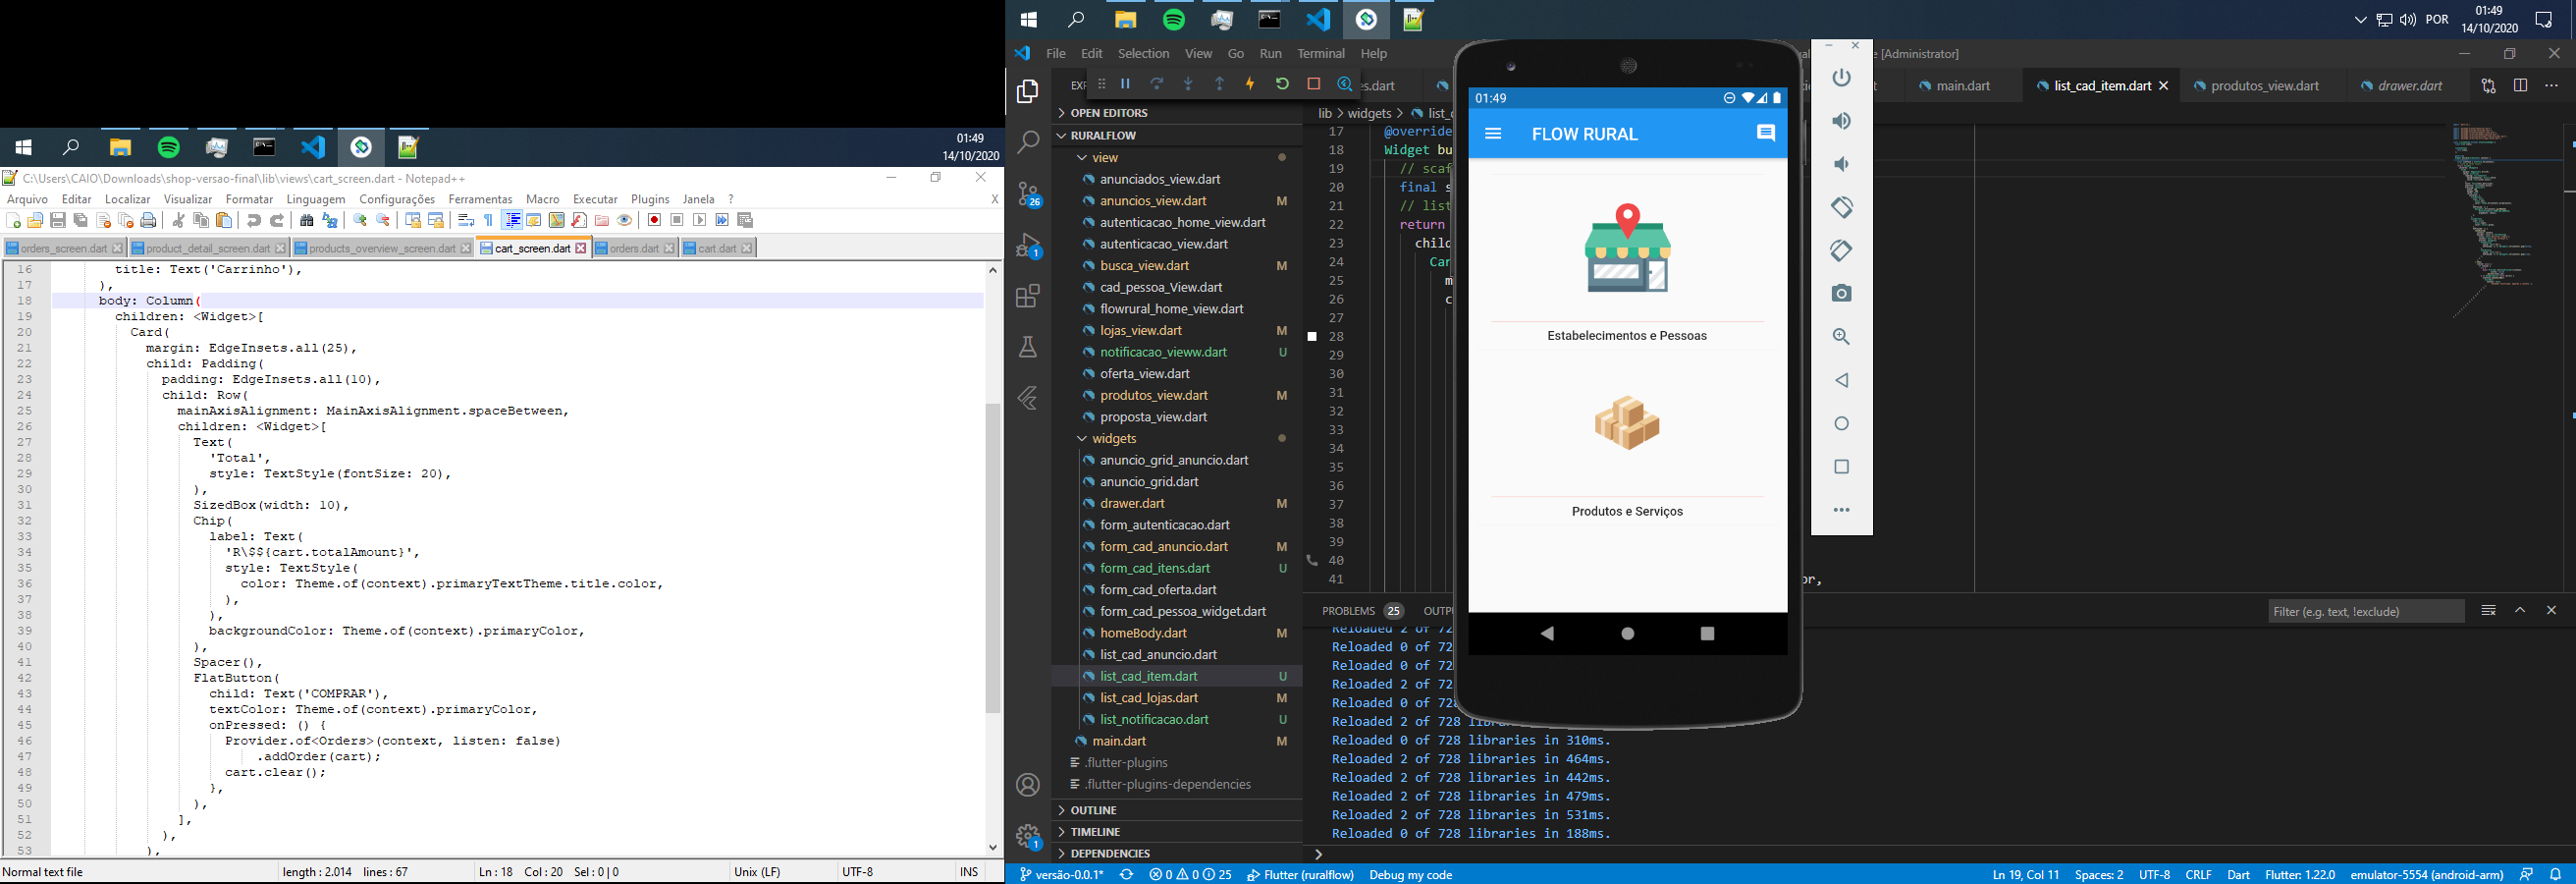 01:49
14/10/2020
C:\Users\CAIO\Downloads\shop-versao-final\lib\views\cart_screen.dart - Notepad++
Arquivo Editar Localizar Visualizar Formatar Linguagem Configurações Ferramentas Macro Executar Plugins Janela ? X
orders_screen.dart product_detail_screen.dart products_overview_screen.dart cart_screen.dart orders.dart cart.dart
16 title: Text('Carrinho'),
17 ),
18 body: Column(
19 children: <Widget>[
20 Card(
21 margin: EdgeInsets.all(25),
22 child: Padding(
23 padding: EdgeInsets.all(10),
24 child: Row(
25 mainAxisAlignment: MainAxisAlignment.spaceBetween,
26 children: <Widget>[
27 Text(
28 'Total',
29 style: TextStyle(fontSize: 20),
30 ),
31 SizedBox(width: 10),
32 Chip(
33 label: Text(
34 'R\$${cart.totalAmount}',
35 style: TextStyle(
36 color: Theme.of(context).primaryTextTheme.title.color,
37 ),
38 ),
39 backgroundColor: Theme.of(context).primaryColor,
40 ),
41 Spacer(),
42 FlatButton(
43 child: Text('COMPRAR'),
44 textColor: Theme.of(context).primaryColor,
45 onPressed: () {
46 Provider.of<Orders>(context, listen: false)
47 .addOrder(cart);
48 cart.clear();
49 },
50 ),
51 ],
52 ),
53 ),
Normal text file length : 2.014 lines : 67 Ln : 18 Col : 20 Sel : 0 | 0 Unix (LF) UTF-8 INS
POR 01:49
14/10/2020
File Edit Selection View Go Run Terminal Help
[Administrator]
es.dart main.dart list_cad_item.dart produtos_view.dart drawer.dart
lib > widgets > list_c
OPEN EDITORS
RURALFLOW
view
anunciados_view.dart
anuncios_view.dart M
autenticacao_home_view.dart
autenticacao_view.dart
busca_view.dart M
cad_pessoa_View.dart
flowrural_home_view.dart
lojas_view.dart M
notificacao_vieww.dart U
oferta_view.dart
produtos_view.dart M
proposta_view.dart
widgets
anuncio_grid_anuncio.dart
anuncio_grid.dart
drawer.dart M
form_autenticacao.dart
form_cad_anuncio.dart M
form_cad_itens.dart U
form_cad_oferta.dart
form_cad_pessoa_widget.dart
homeBody.dart M
list_cad_anuncio.dart
list_cad_item.dart U
list_cad_lojas.dart M
list_notificacao.dart U
main.dart M
.flutter-plugins
.flutter-plugins-dependencies
OUTLINE
TIMELINE
DEPENDENCIES
26
1
1
17 @override
18 Widget bu
19 // scaf
20 final s
21 // list
22 return
23 child
24 Car
25 m
26 c
27
28
29
30
31
32
33
34
35
36
37
38
39
40
41 or,
01:49
FLOW RURAL
Estabelecimentos e Pessoas
Produtos e Serviços
PROBLEMS 25 OUTP
Filter (e.g. text, !exclude)
Reloaded 2 of 72
Reloaded 0 of 72
Reloaded 0 of 72
Reloaded 2 of 72
Reloaded 0 of 72
Reloaded 2 of 728 libr
Reloaded 0 of 728 libraries in 310ms.
Reloaded 2 of 728 libraries in 464ms.
Reloaded 2 of 728 libraries in 442ms.
Reloaded 2 of 728 libraries in 479ms.
Reloaded 2 of 728 libraries in 531ms.
Reloaded 0 of 728 libraries in 188ms.
versão-0.0.1* 0 0 25 Flutter (ruralflow) Debug my code Ln 19, Col 11 Spaces: 2 UTF-8 CRLF Dart Flutter: 1.22.0 emulator-5554 (android-arm)